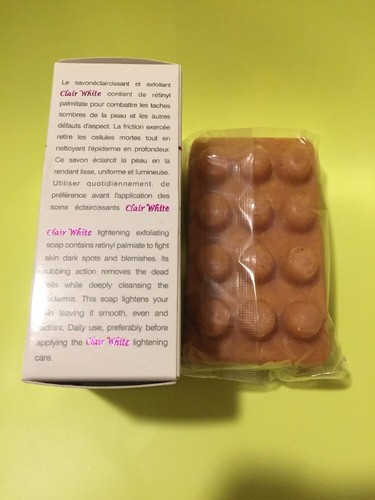 Le savonéclaircissant et exfoliant
Clair White contient de rétinyl
palmitate pour combattre les taches
sombres de la peau et les autres
défauts d'aspect. La friction exercée
retire les cellules mortes tout en
nettoyant l'épiderme en profondeur.
Ce savon éclaircit la peau en la
rendant lisse, uniforme et lumineuse.
Utiliser quotidiennement, de
préférence avant l'application des
soins éclaircissants Clair White
Clair White lightening exfoliating
soap contains retinyl palmiate to fight
skin dark spots and blemishes. Its
rubbing action removes the dead
cells while deeply cleansing the
epidermis. This soap lightens your
skin leaving it smooth, even and
radiant. Daily use, preferably before
applying the Clair White lightening
care.